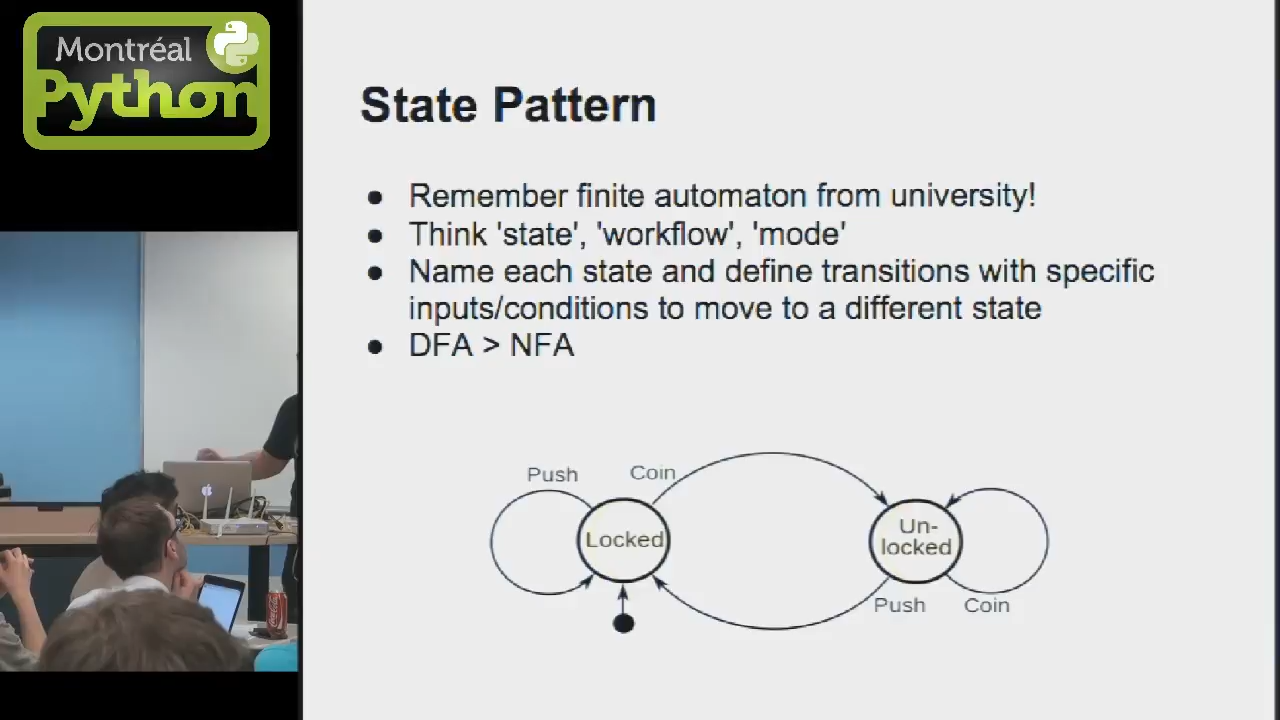 Montréal
Python
State Pattern
● Remember finite automaton from university!
● Think 'state', 'workflow', 'mode'
● Name each state and define transitions with specific
inputs/conditions to move to a different state
● DFA > NFA
Push
Coin
Locked
Un-
locked
Push
Coin